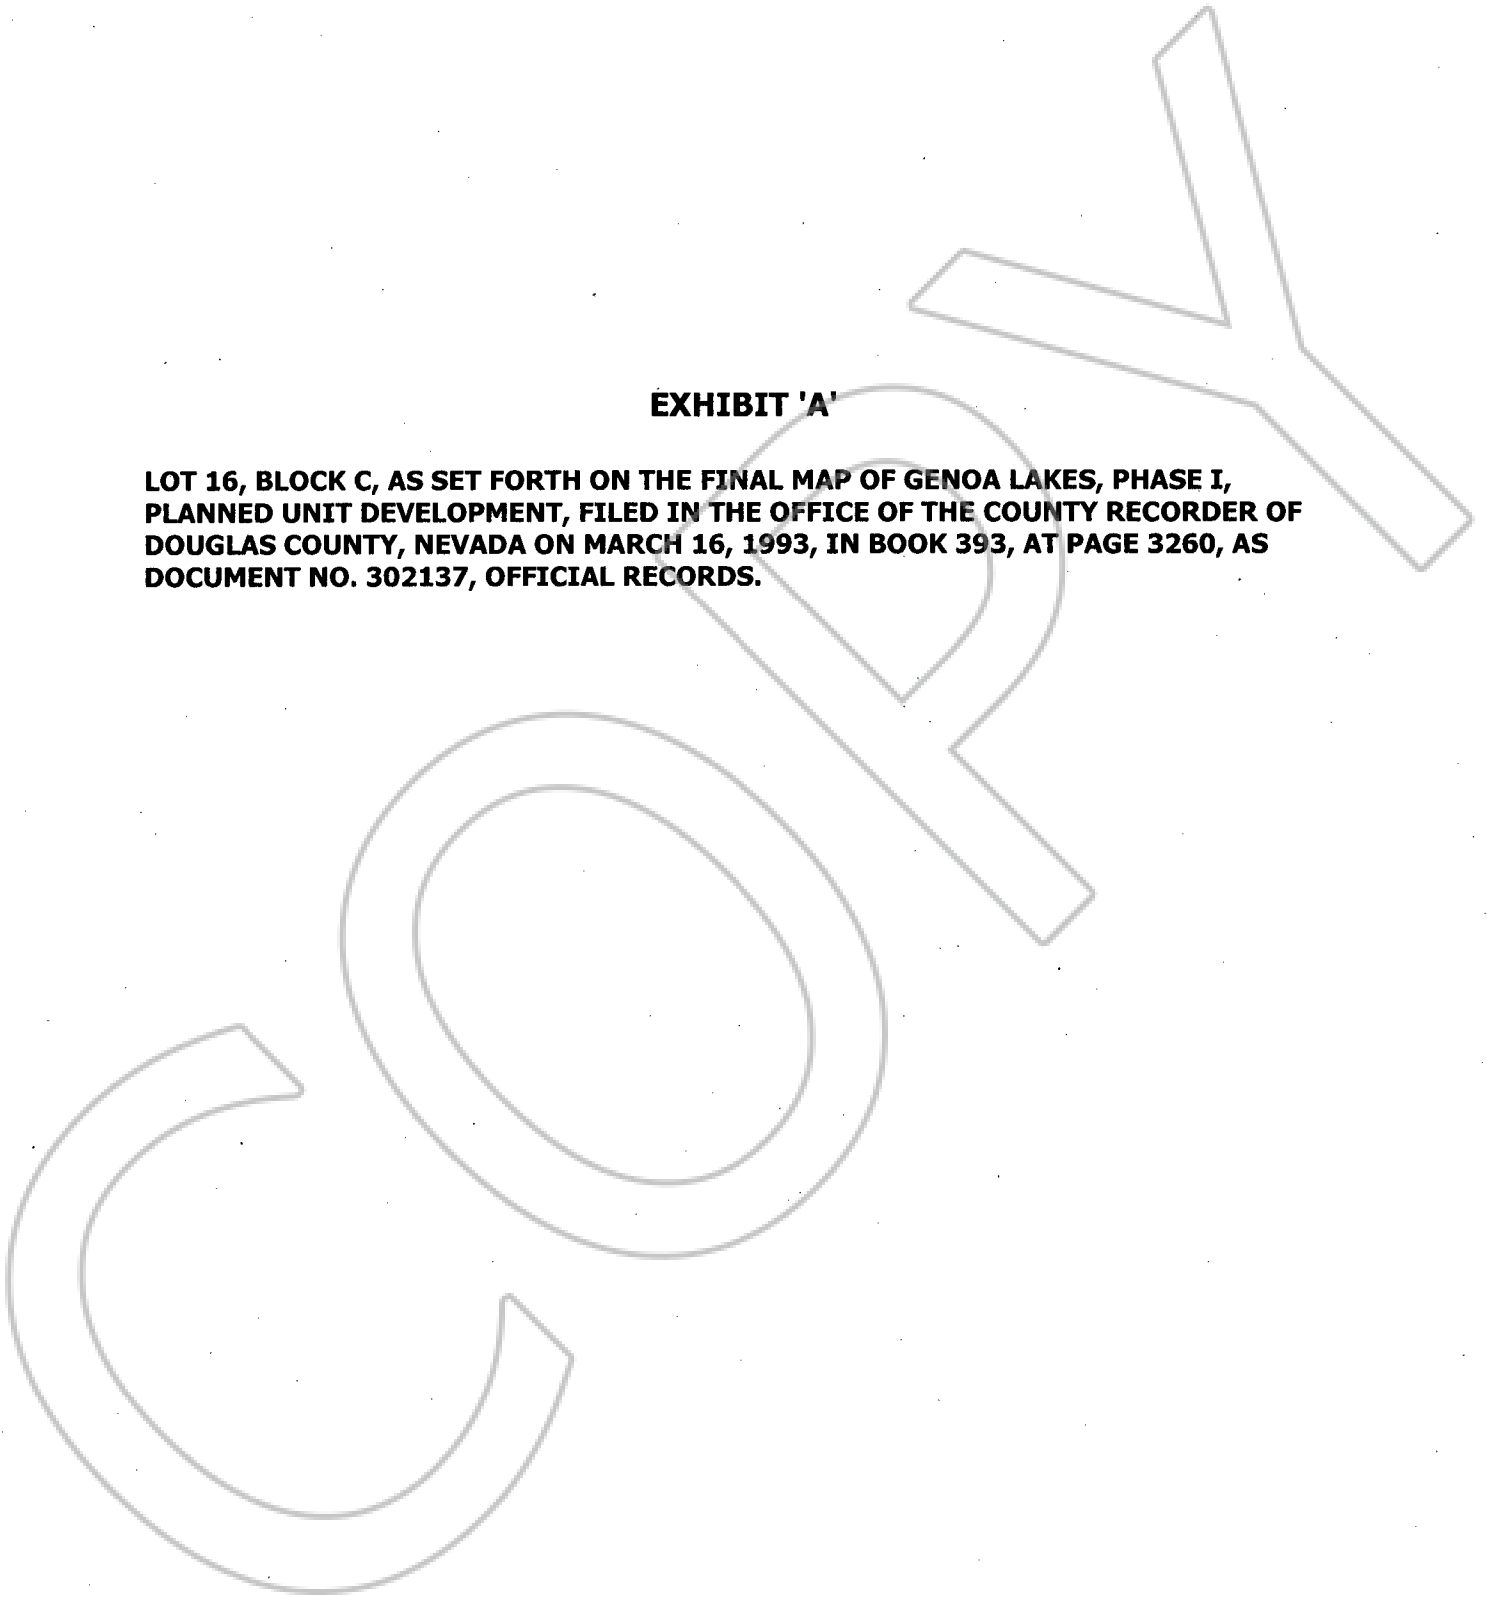 EXHIBIT 'A'
LOT 16, BLOCK C, AS SET FORTH ON THE FINAL MAP OF GENOA LAKES, PHASE I,
PLANNED UNIT DEVELOPMENT, FILED IN THE OFFICE OF THE COUNTY RECORDER OF
DOUGLAS COUNTY, NEVADA ON MARCH 16, 1993, IN BOOK 393, AT PAGE 3260, AS
DOCUMENT NO. 302137, OFFICIAL RECORDS.
COPY